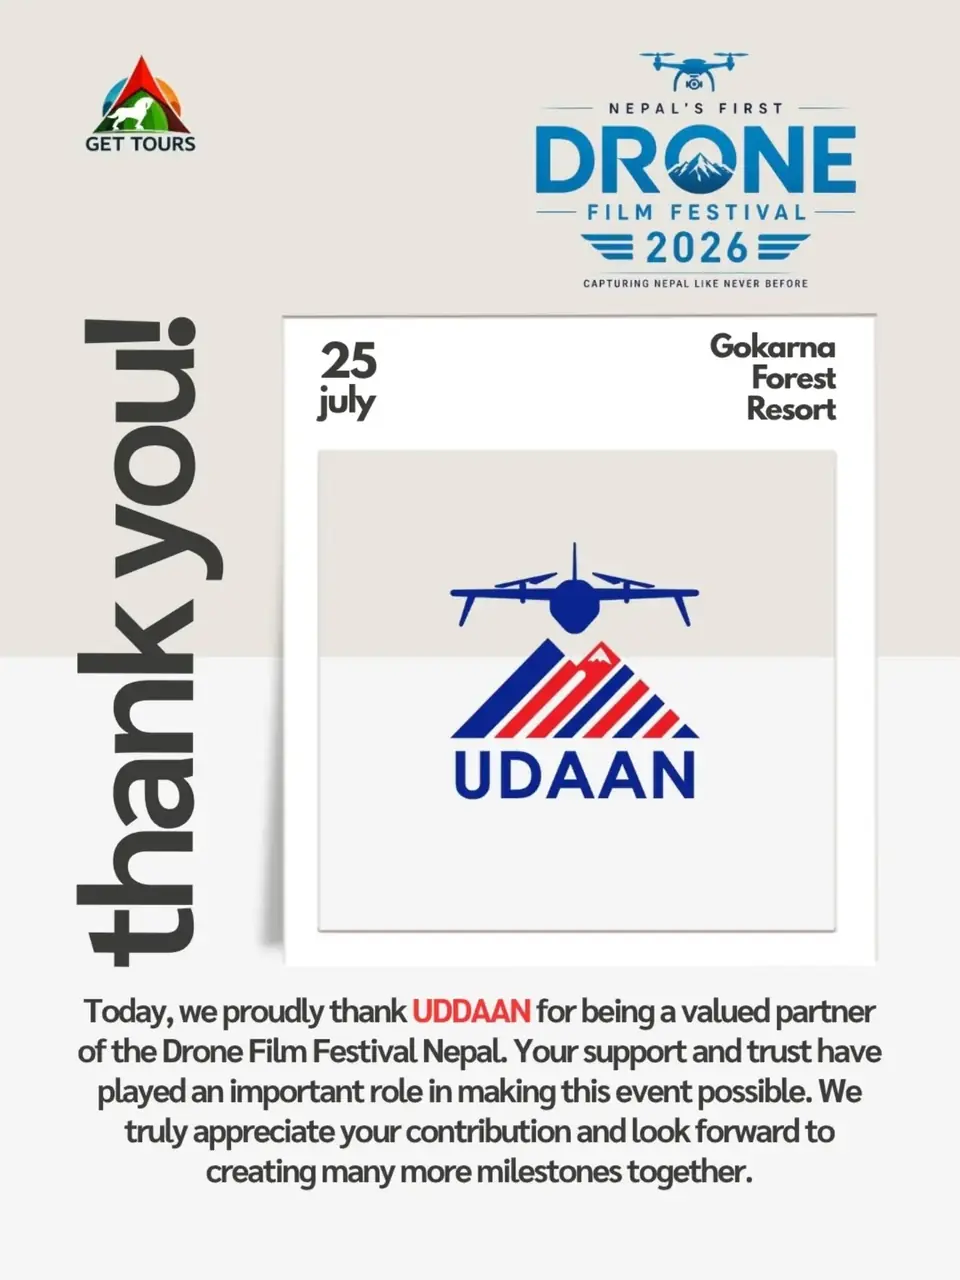 GET TOURS
NEPAL'S FIRST
DRONE
FILM FESTIVAL
2026
CAPTURING NEPAL LIKE NEVER BEFORE
thank you!
25
july
Gokarna
Forest
Resort
UDAAN
Today, we proudly thank UDDAAN for being a valued partner
of the Drone Film Festival Nepal. Your support and trust have
played an important role in making this event possible. We
truly appreciate your contribution and look forward to
creating many more milestones together.